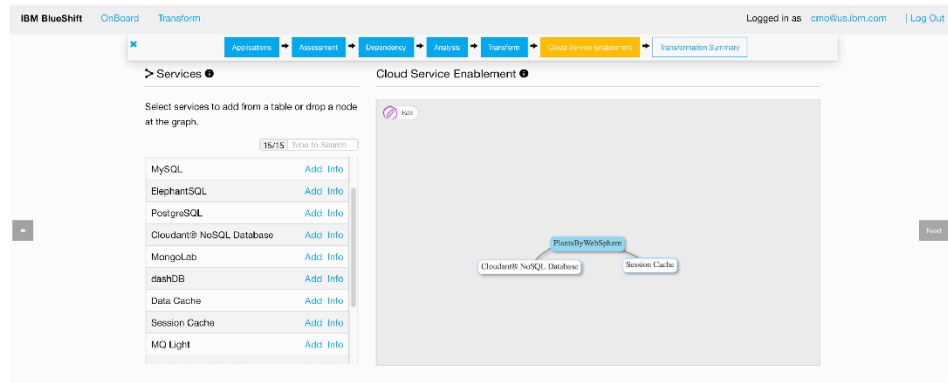 IBM BlueShift OnBoard Transform Logged in as cmo@us.ibm.com | Log Out
Applications Assessment Dependency Analysis Transform Cloud Service Enablement Transformation Summary
Services
Cloud Service Enablement
Select services to add from a table or drop a node
at the graph.
15/15 Type to Search
MySQL Add Info
ElephantSQL Add Info
PostgreSQL Add Info
Cloudant® NoSQL Database Add Info
MongoLab Add Info
dashDB Add Info
Data Cache Add Info
Session Cache Add Info
MQ Light Add Info
Edit
PlantsByWebSphere
Cloudant® NoSQL Database
Session Cache
Next